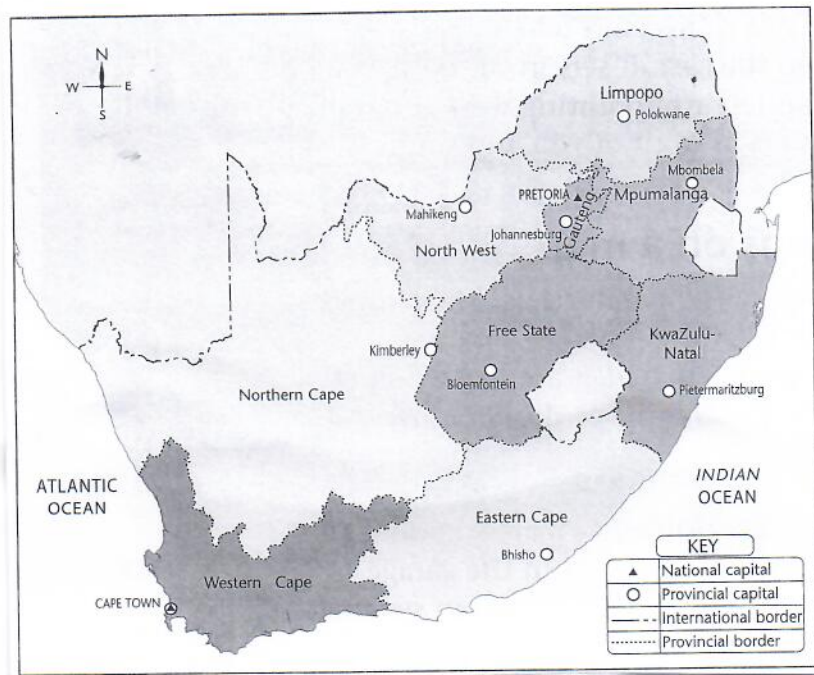 N
W
E
S
Limpopo
Polokwane
Mbombela
PRETORIA
Mpumalanga
Mahikeng
Johannesburg
Gauteng
North West
Free State
KwaZulu-
Natal
Kimberley
Bloemfontein
Pietermaritzburg
Northern Cape
ATLANTIC
OCEAN
INDIAN
OCEAN
Eastern Cape
Bhisho
Western Cape
CAPE TOWN
KEY
National capital
Provincial capital
International border
Provincial border